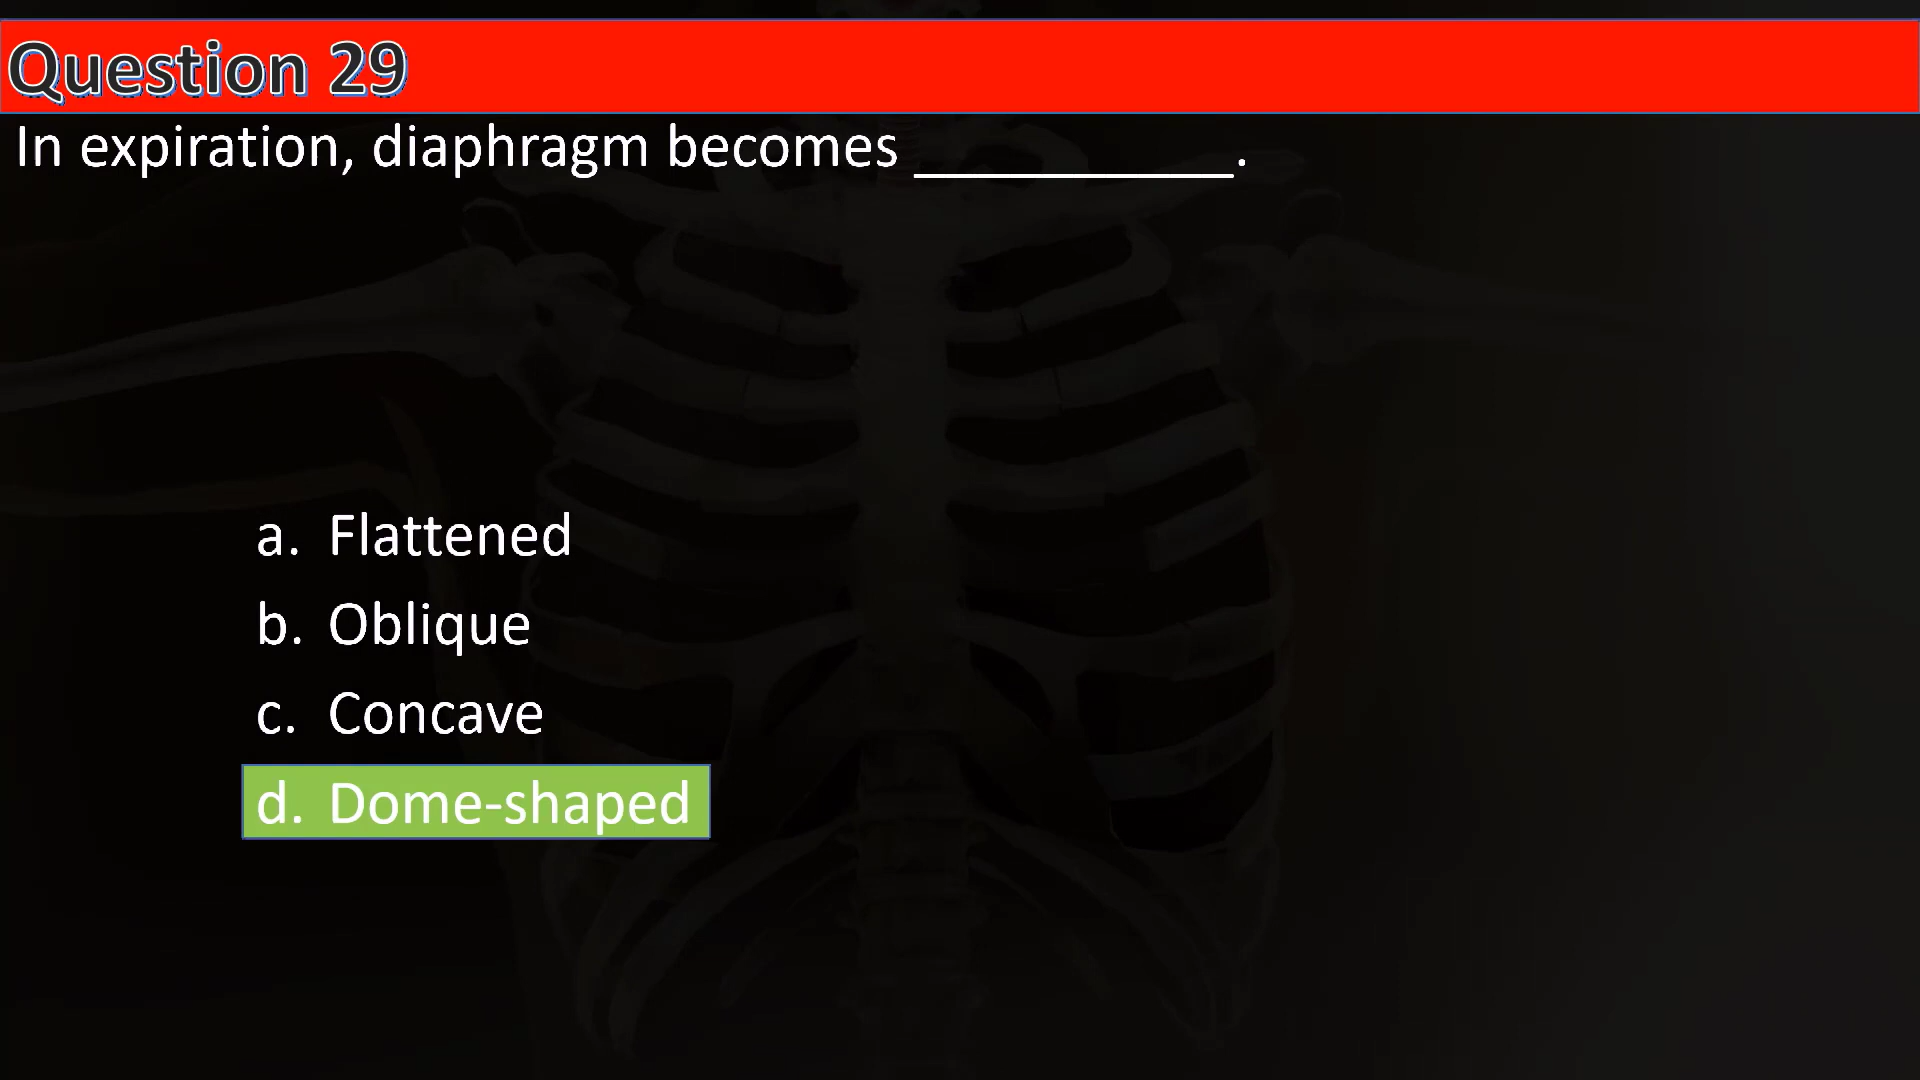 Question 29
In expiration, diaphragm becomes ___________.
a. Flattened
b. Oblique
c. Concave
d. Dome-shaped